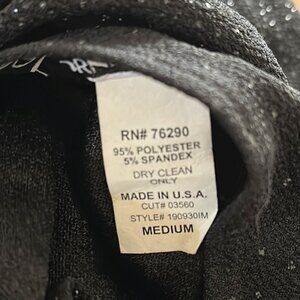 RN# 76290
95% POLYESTER
5% SPANDEX
DRY CLEAN
ONLY
MADE IN U.S.A.
CUT# 03560
STYLE# 190930IM
MEDIUM